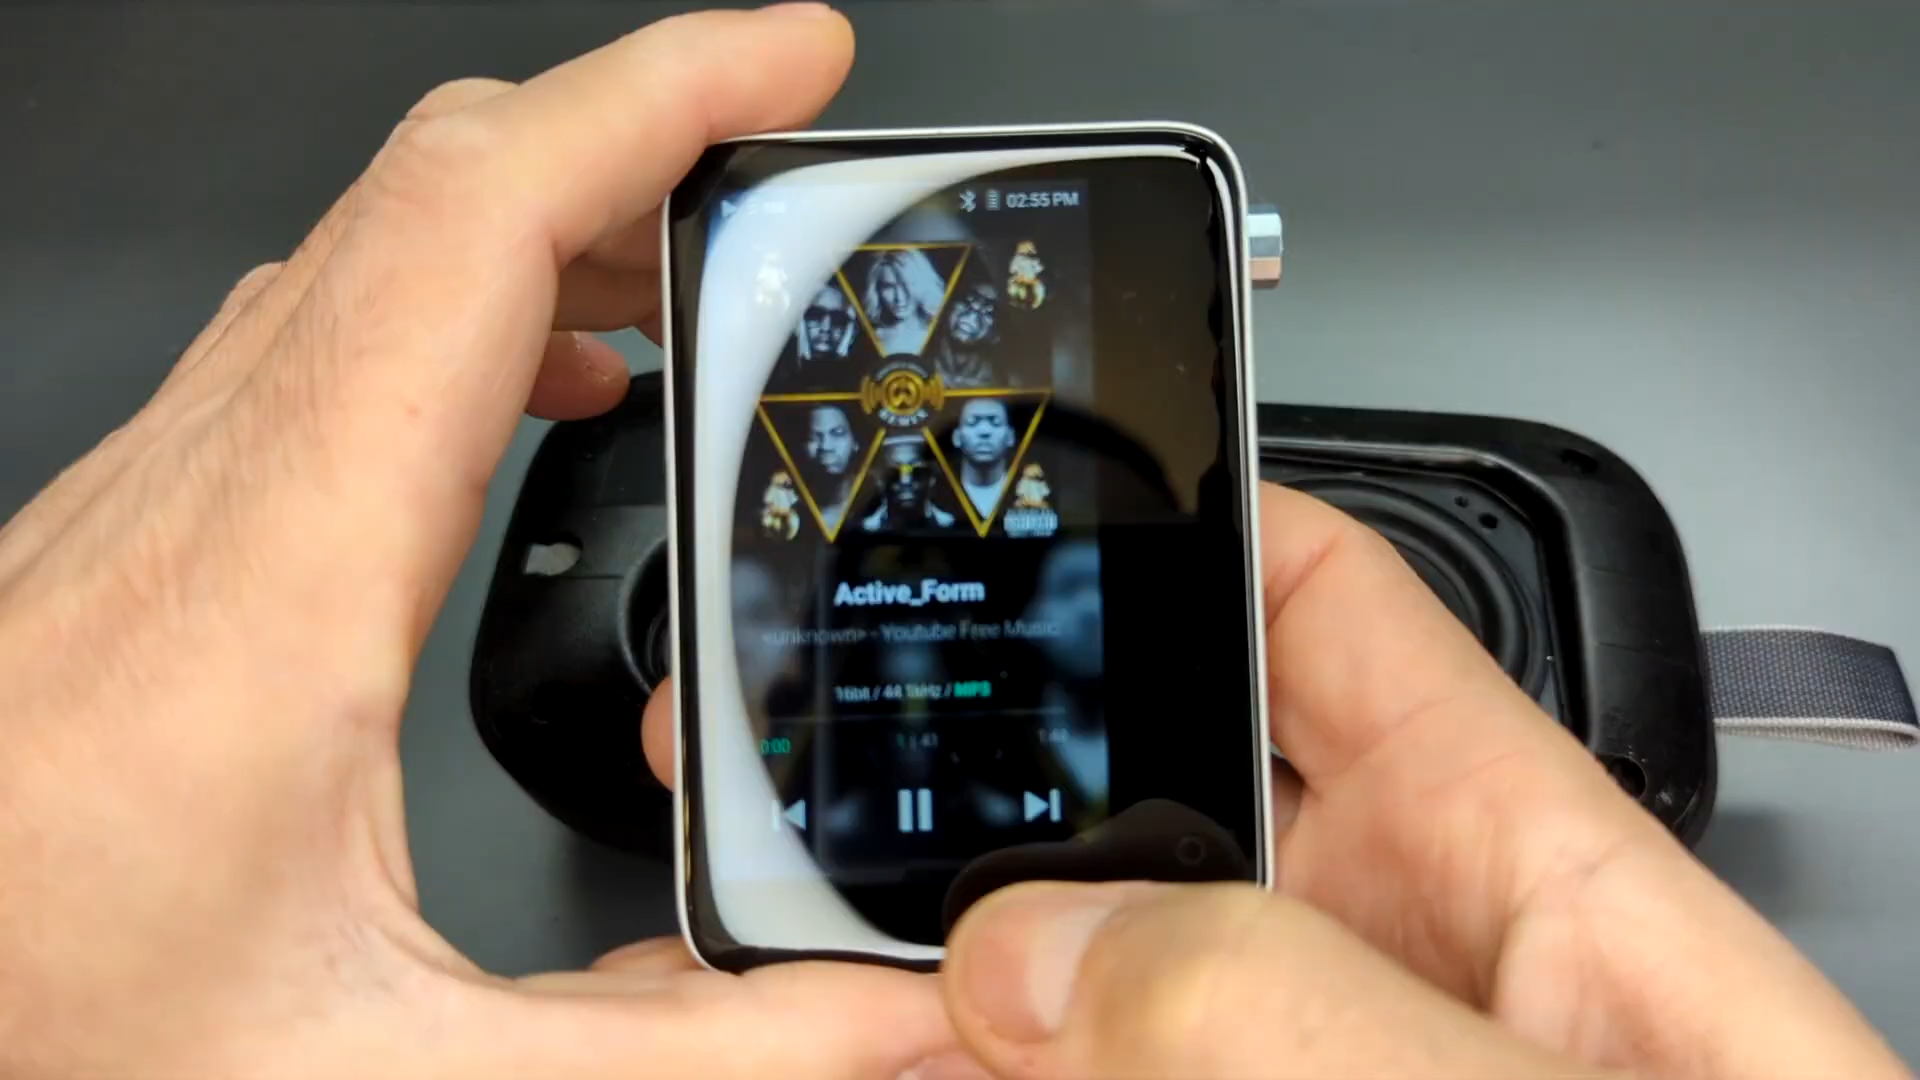 02:55 PM
Active_Form
<unknown> - Youtube Free Music
16bit / 44.1kHz / MP3
0:00